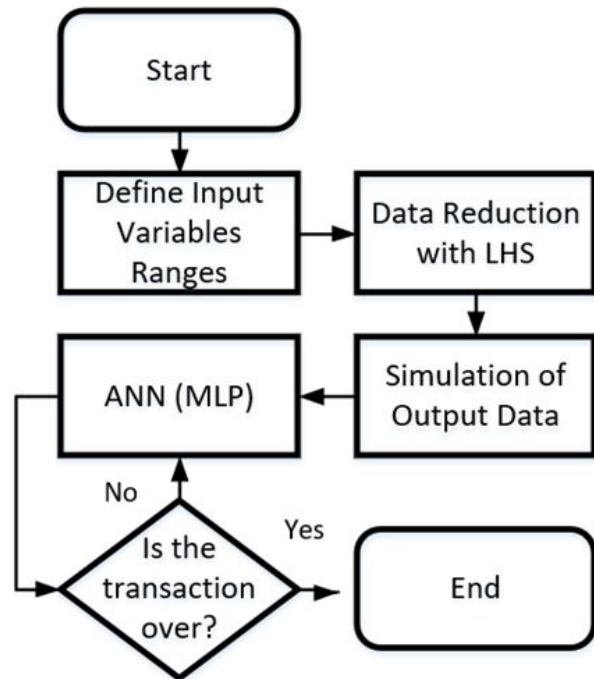 Start
Define Input
Variables
Ranges
Data Reduction
with LHS
Simulation of
Output Data
ANN (MLP)
No
Is the
transaction
over?
Yes
End